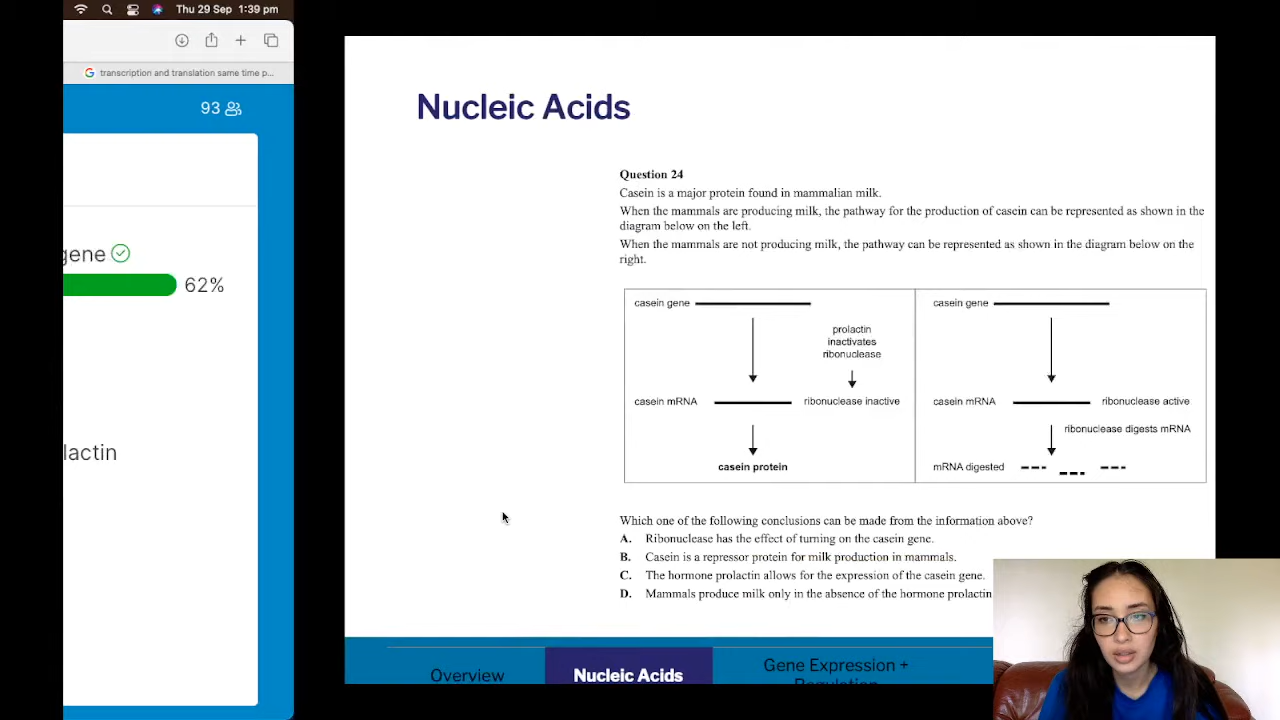 Thu 29 Sep 1:39 pm
transcription and translation same time p...
93
gene
62%
lactin
Nucleic Acids
Question 24
Casein is a major protein found in mammalian milk.
When the mammals are producing milk, the pathway for the production of casein can be represented as shown in the
diagram below on the left.
When the mammals are not producing milk, the pathway can be represented as shown in the diagram below on the
right.
casein gene
prolactin
inactivates
ribonuclease
casein mRNA
ribonuclease inactive
casein protein
casein gene
casein mRNA
ribonuclease active
ribonuclease digests mRNA
mRNA digested
Which one of the following conclusions can be made from the information above?
A. Ribonuclease has the effect of turning on the casein gene.
B. Casein is a repressor protein for milk production in mammals.
C. The hormone prolactin allows for the expression of the casein gene.
D. Mammals produce milk only in the absence of the hormone prolactin
Overview
Nucleic Acids
Gene Expression +
Regulation